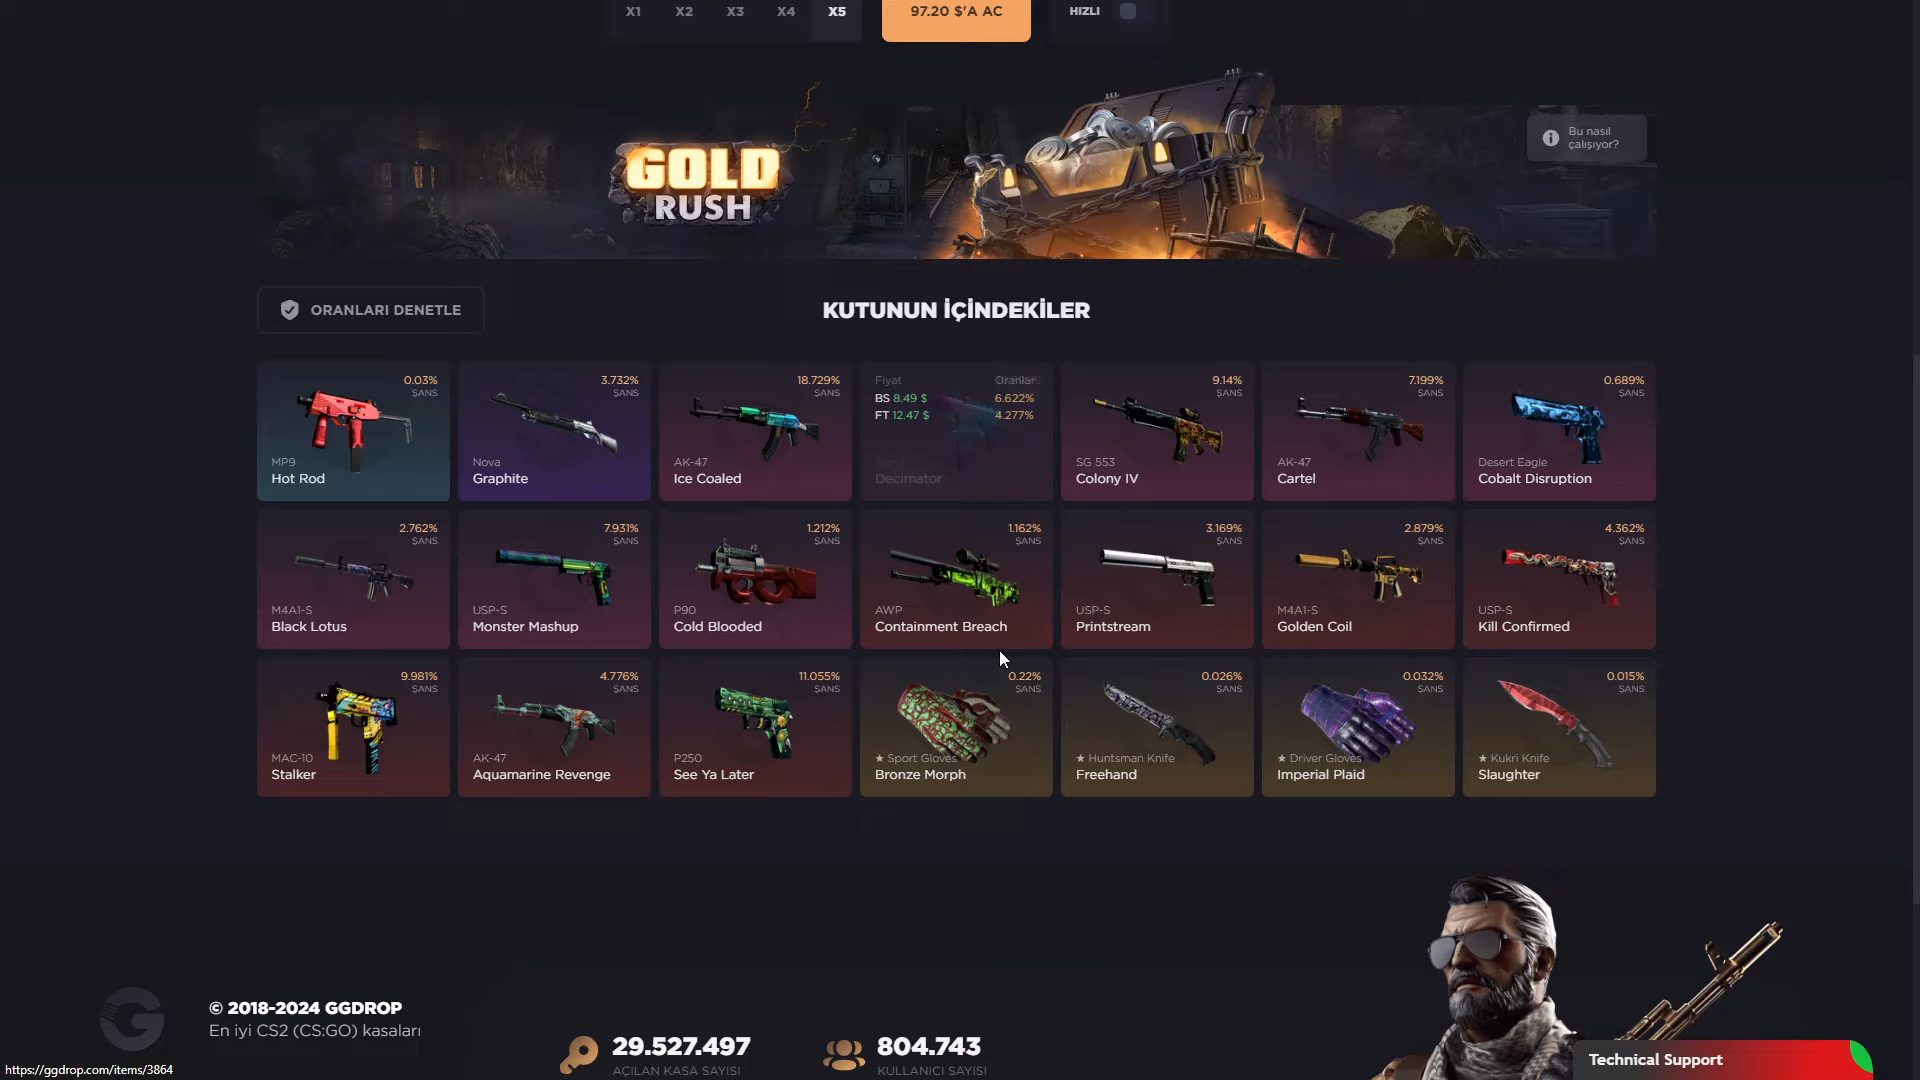 X1
X2
X3
X4
X5
97.20 $'A AC
HIZLI
GOLD
RUSH
Bu nasıl
çalışıyor?
ORANLARI DENETLE
KUTUNUN İÇİNDEKİLER
0.03%
ŞANS
MP9
Hot Rod
3.732%
ŞANS
Nova
Graphite
18.729%
ŞANS
AK-47
Ice Coaled
Fiyat
Oranlar
BS 8.49 $
6.622%
FT 12.47 $
4.277%
Decimator
9.14%
ŞANS
SG 553
Colony IV
7.199%
ŞANS
AK-47
Cartel
0.689%
ŞANS
Desert Eagle
Cobalt Disruption
2.762%
ŞANS
M4A1-S
Black Lotus
7.931%
ŞANS
USP-S
Monster Mashup
1.212%
ŞANS
P90
Cold Blooded
1.162%
ŞANS
AWP
Containment Breach
3.169%
ŞANS
USP-S
Printstream
2.879%
ŞANS
M4A1-S
Golden Coil
4.362%
ŞANS
USP-S
Kill Confirmed
9.981%
ŞANS
MAC-10
Stalker
4.776%
ŞANS
AK-47
Aquamarine Revenge
11.055%
ŞANS
P250
See Ya Later
0.22%
ŞANS
★ Sport Gloves
Bronze Morph
0.026%
ŞANS
★ Huntsman Knife
Freehand
0.032%
ŞANS
★ Driver Gloves
Imperial Plaid
0.015%
ŞANS
★ Kukri Knife
Slaughter
© 2018-2024 GGDROP
En iyi CS2 (CS:GO) kasaları
29.527.497
AÇILAN KASA SAYISI
804.743
KULLANICI SAYISI
Technical Support
https://ggdrop.com/items/3864